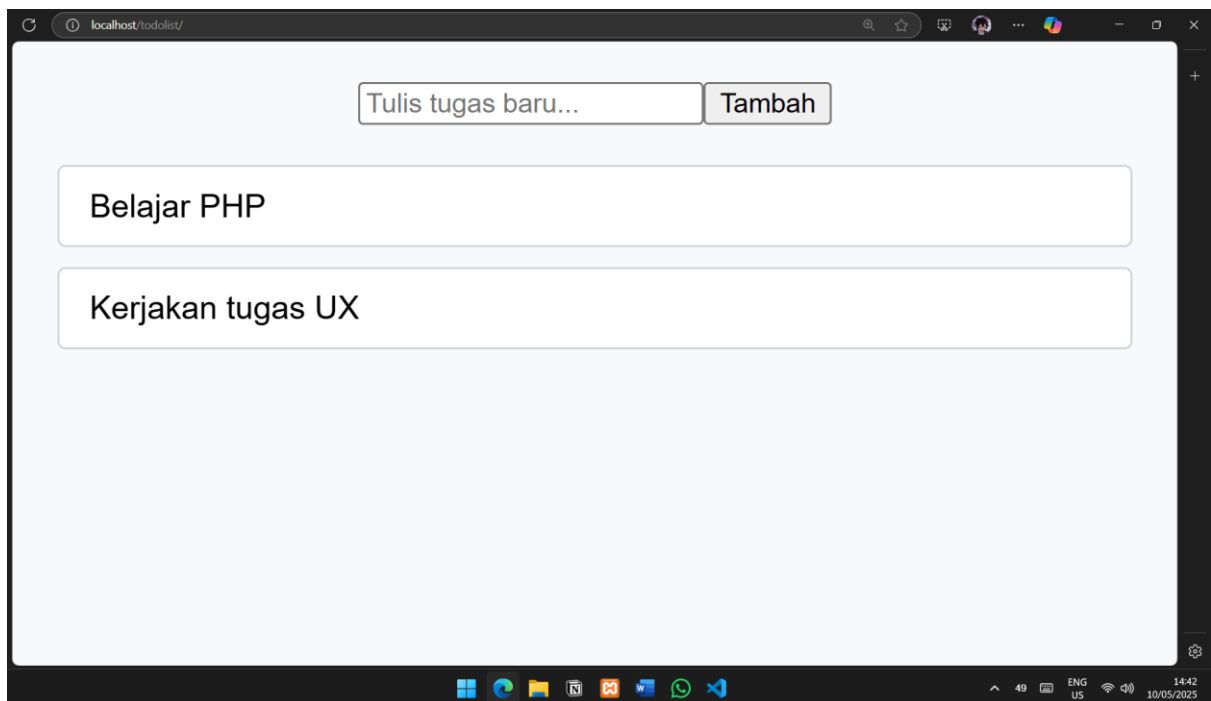 localhost/todolist/
Tulis tugas baru...
Tambah
Belajar PHP
Kerjakan tugas UX
49
ENG
US
14:42
10/05/2025